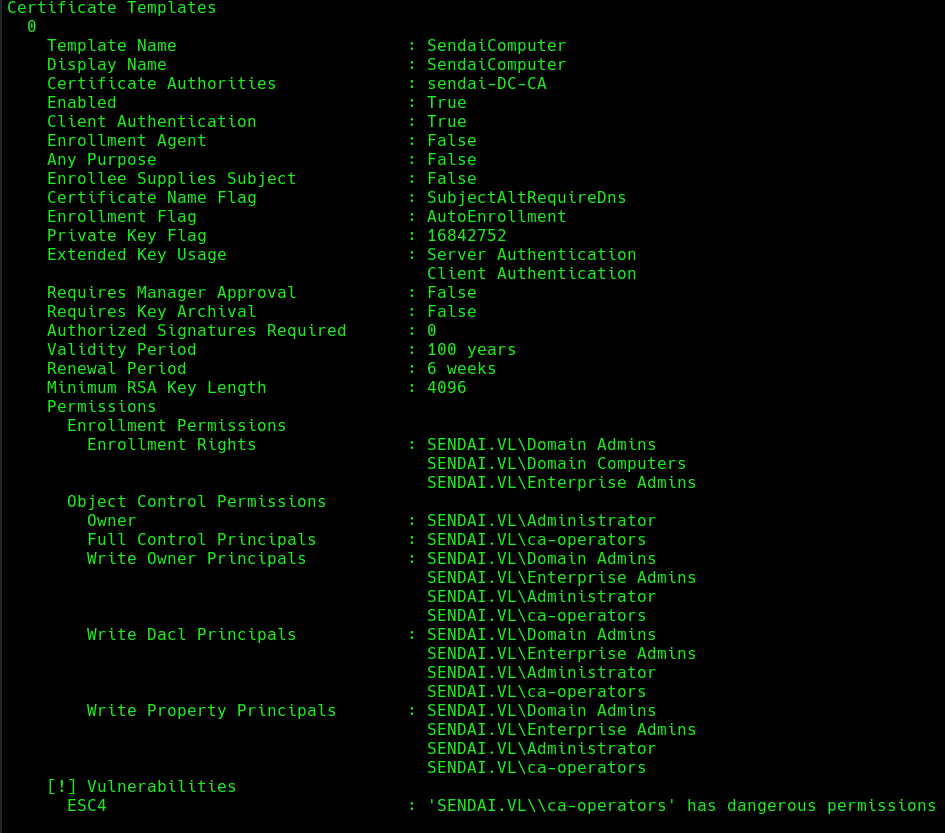 Certificate Templates
0
Template Name : SendaiComputer
Display Name : SendaiComputer
Certificate Authorities : sendai-DC-CA
Enabled : True
Client Authentication : True
Enrollment Agent : False
Any Purpose : False
Enrollee Supplies Subject : False
Certificate Name Flag : SubjectAltRequireDns
Enrollment Flag : AutoEnrollment
Private Key Flag : 16842752
Extended Key Usage : Server Authentication
Client Authentication
Requires Manager Approval : False
Requires Key Archival : False
Authorized Signatures Required : 0
Validity Period : 100 years
Renewal Period : 6 weeks
Minimum RSA Key Length : 4096
Permissions
Enrollment Permissions
Enrollment Rights : SENDAI.VL\Domain Admins
SENDAI.VL\Domain Computers
SENDAI.VL\Enterprise Admins
Object Control Permissions
Owner : SENDAI.VL\Administrator
Full Control Principals : SENDAI.VL\ca-operators
Write Owner Principals : SENDAI.VL\Domain Admins
SENDAI.VL\Enterprise Admins
SENDAI.VL\Administrator
SENDAI.VL\ca-operators
Write Dacl Principals : SENDAI.VL\Domain Admins
SENDAI.VL\Enterprise Admins
SENDAI.VL\Administrator
SENDAI.VL\ca-operators
Write Property Principals : SENDAI.VL\Domain Admins
SENDAI.VL\Enterprise Admins
SENDAI.VL\Administrator
SENDAI.VL\ca-operators
[!] Vulnerabilities
ESC4 : 'SENDAI.VL\\ca-operators' has dangerous permissions